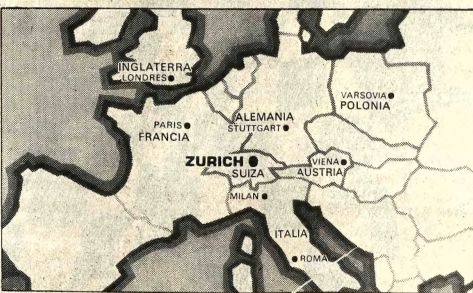 INGLATERRA
LONDRES
VARSOVIA
POLONIA
PARIS
FRANCIA
ALEMANIA
STUTTGART
ZURICH
SUIZA
VIENA
AUSTRIA
MILAN
ITALIA
ROMA